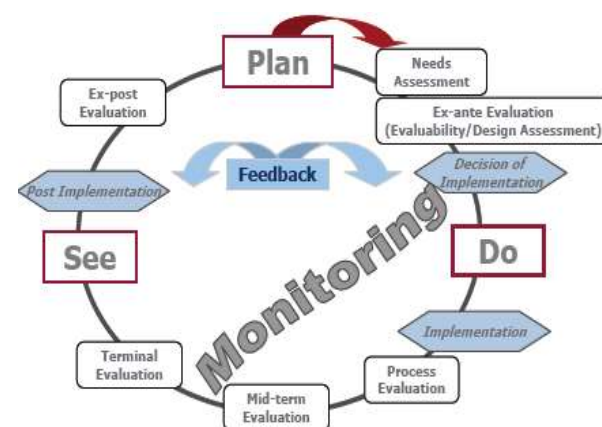 Plan
Needs
Assessment
Ex-ante Evaluation
(Evaluability/Design Assessment)
Ex-post
Evaluation
Feedback
Decision of
Implementation
Post Implementation
Monitoring
See
Do
Implementation
Terminal
Evaluation
Process
Evaluation
Mid-term
Evaluation